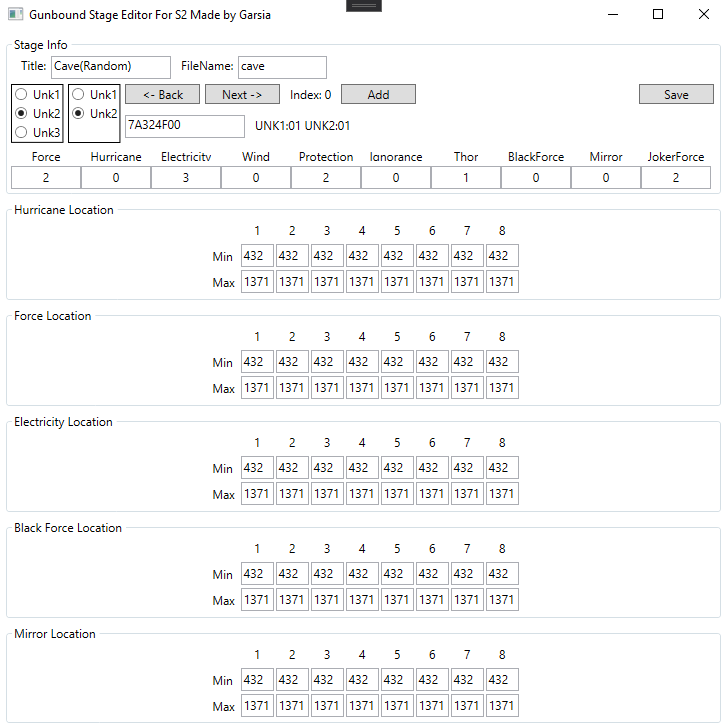 Gunbound Stage Editor For S2 Made by Garsia
Stage Info
Title: Cave(Random) FileName: cave
Unk1 Unk1 <- Back Next -> Index: 0 Add Save
Unk2 Unk2
Unk3 7A324F00 UNK1:01 UNK2:01
Force Hurricane Electricity Wind Protection Ignorance Thor BlackForce Mirror JokerForce
2 0 3 0 2 0 1 0 0 2
Hurricane Location
1 2 3 4 5 6 7 8
Min 432 432 432 432 432 432 432 432
Max 1371 1371 1371 1371 1371 1371 1371 1371
Force Location
1 2 3 4 5 6 7 8
Min 432 432 432 432 432 432 432 432
Max 1371 1371 1371 1371 1371 1371 1371 1371
Electricity Location
1 2 3 4 5 6 7 8
Min 432 432 432 432 432 432 432 432
Max 1371 1371 1371 1371 1371 1371 1371 1371
Black Force Location
1 2 3 4 5 6 7 8
Min 432 432 432 432 432 432 432 432
Max 1371 1371 1371 1371 1371 1371 1371 1371
Mirror Location
1 2 3 4 5 6 7 8
Min 432 432 432 432 432 432 432 432
Max 1371 1371 1371 1371 1371 1371 1371 1371